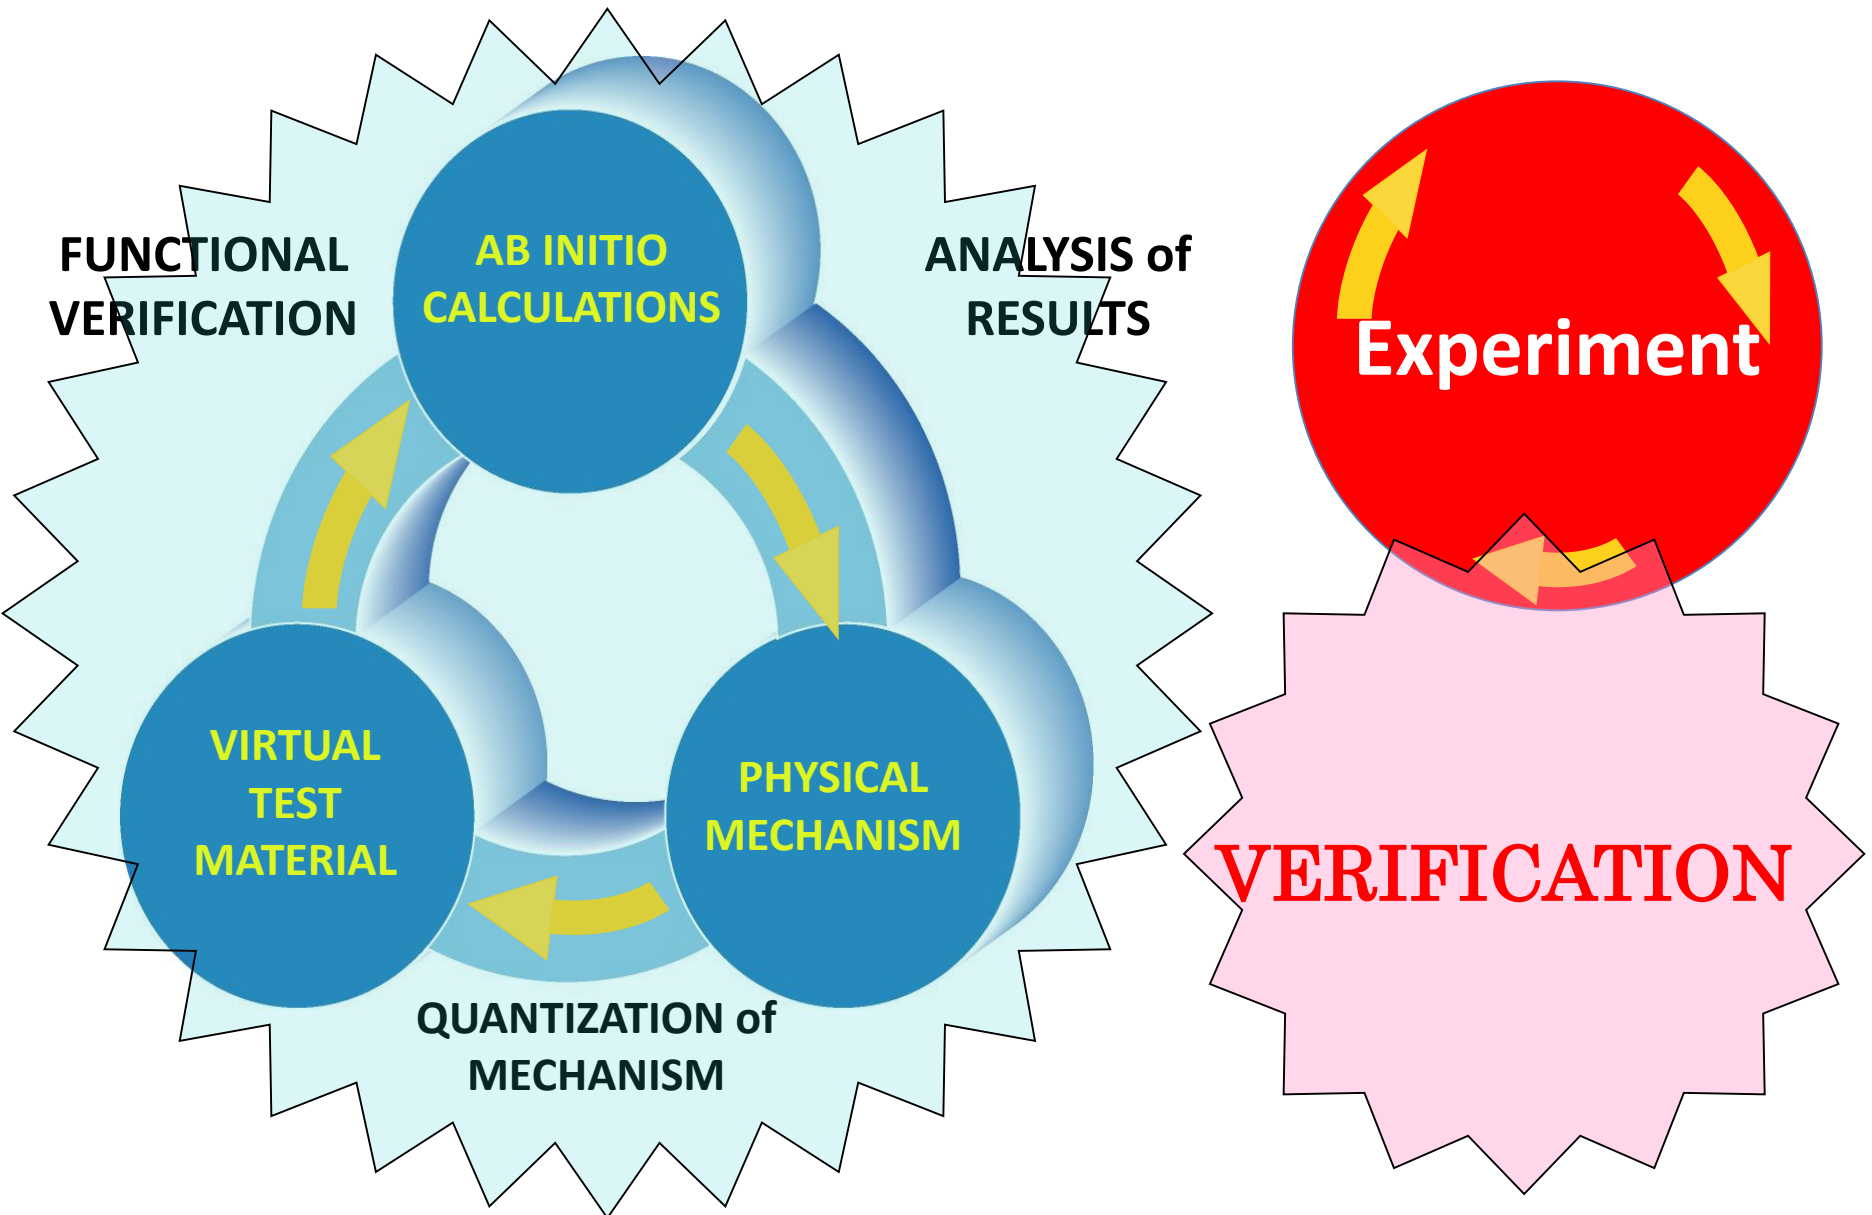 FUNCTIONAL
VERIFICATION
AB INITIO
CALCULATIONS
ANALYSIS of
RESULTS
VIRTUAL
TEST
MATERIAL
PHYSICAL
MECHANISM
QUANTIZATION of
MECHANISM
Experiment
VERIFICATION